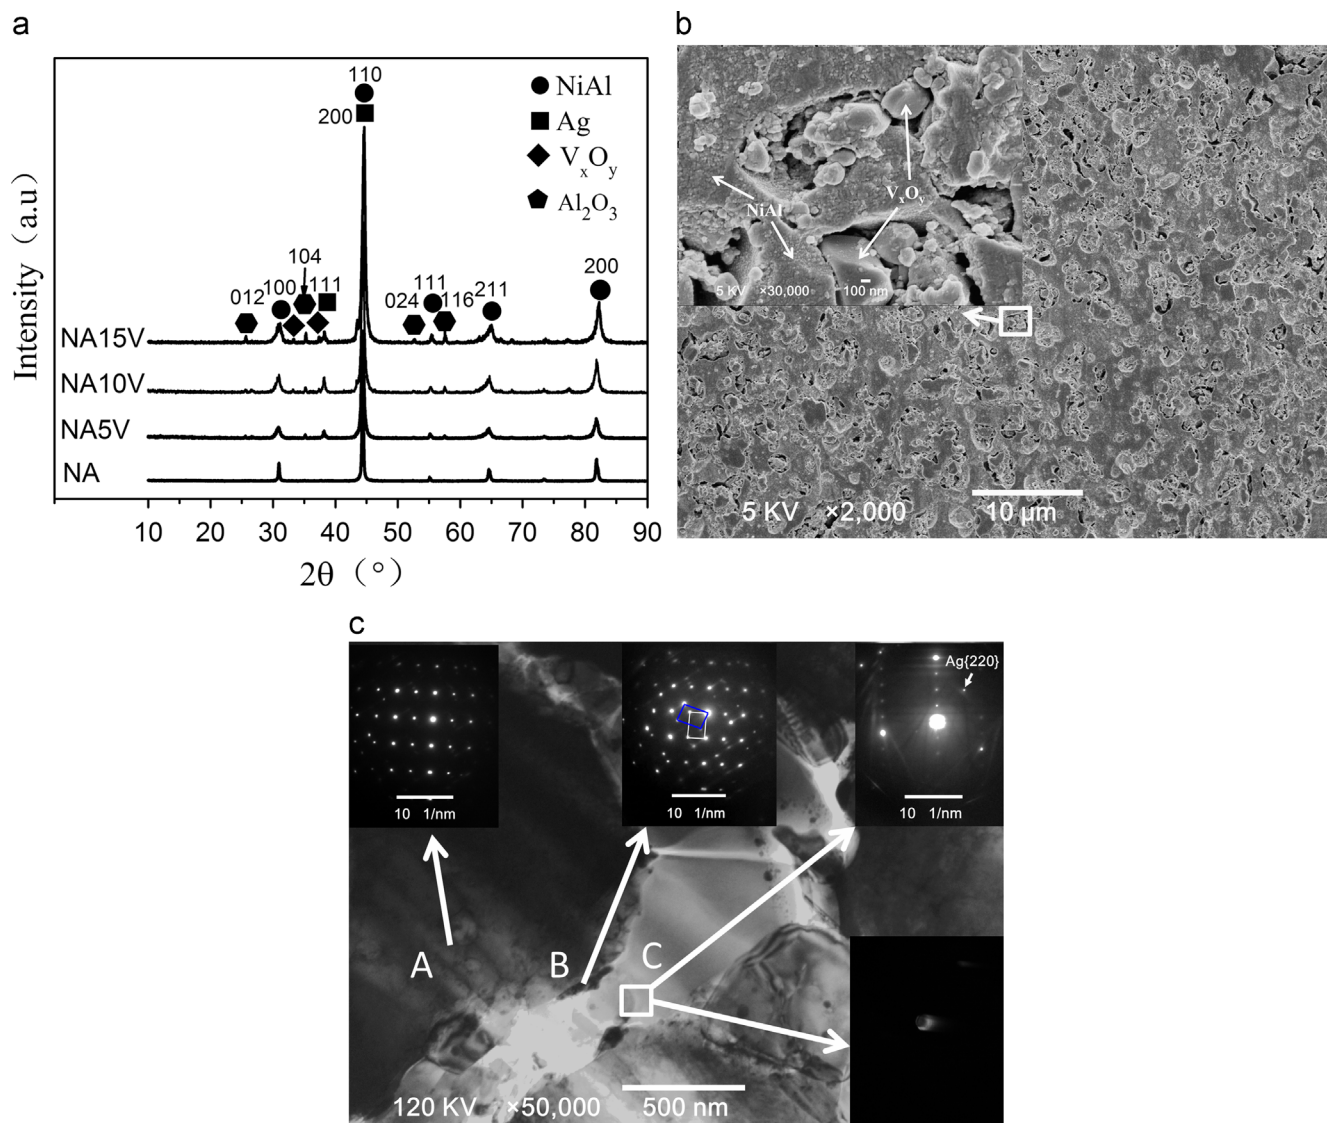 a
Intensity (a.u)
110
200
NiAl
Ag
VxOy
Al2O3
104
012
100
111
024
111
116
211
200
NA15V
NA10V
NA5V
NA
10 20 30 40 50 60 70 80 90
2θ (°)
b
NiAl
VxOy
5 KV ×30,000 100 nm
5 KV ×2,000 10 μm
c
Ag{220}
10 1/nm
10 1/nm
10 1/nm
A
B
C
120 KV ×50,000 500 nm